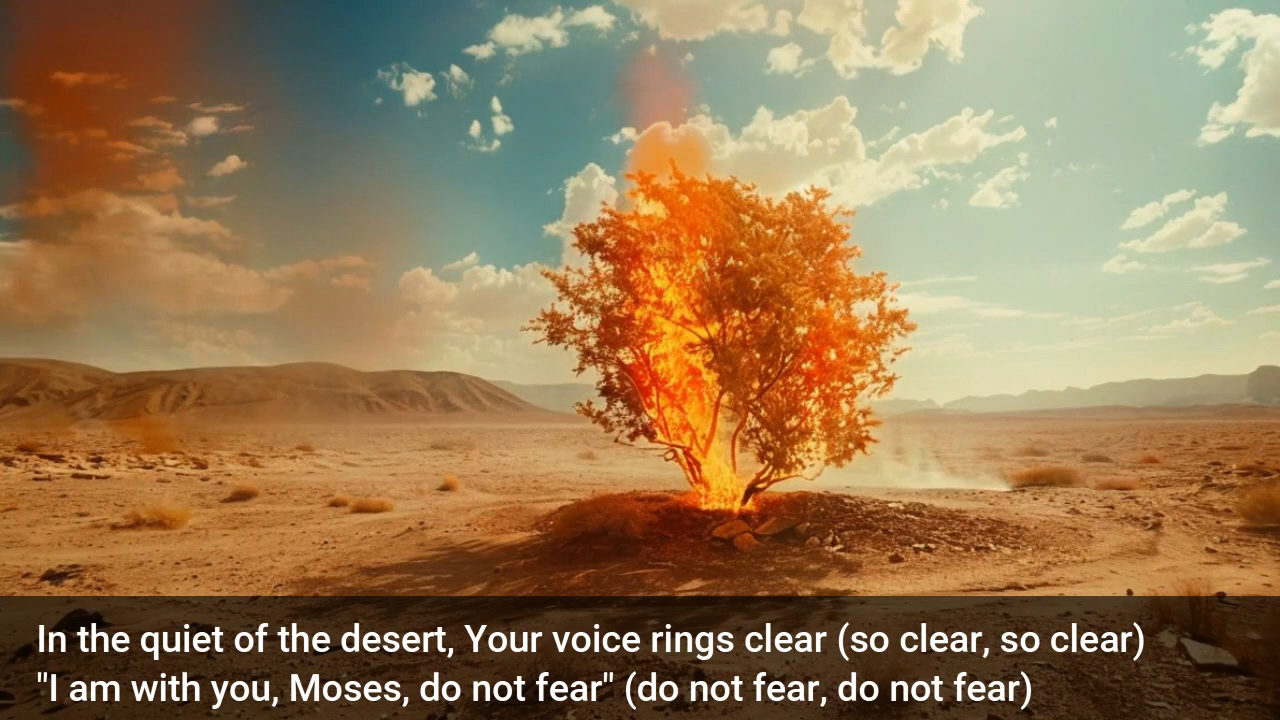 In the quiet of the desert, Your voice rings clear (so clear, so clear)
"I am with you, Moses, do not fear" (do not fear, do not fear)